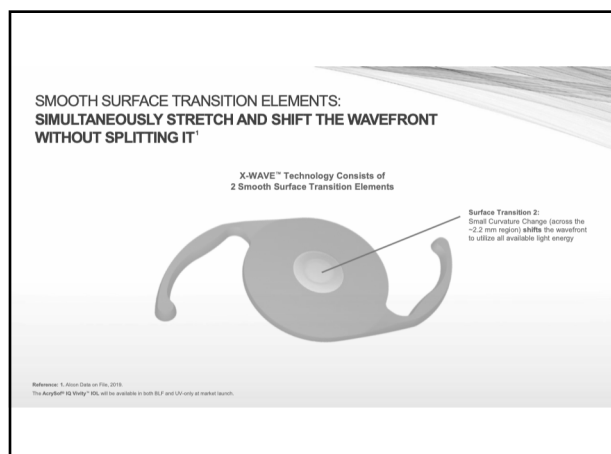 SMOOTH SURFACE TRANSITION ELEMENTS:
SIMULTANEOUSLY STRETCH AND SHIFT THE WAVEFRONT
WITHOUT SPLITTING IT¹
X-WAVE™ Technology Consists of
2 Smooth Surface Transition Elements
Surface Transition 2:
Small Curvature Change (across the
~2.2 mm region) shifts the wavefront
to utilize all available light energy
Reference: 1. Alcon Data on File, 2019.
The AcrySof® IQ Vivity™ IOL will be available in both BLF and UV-only at market launch.